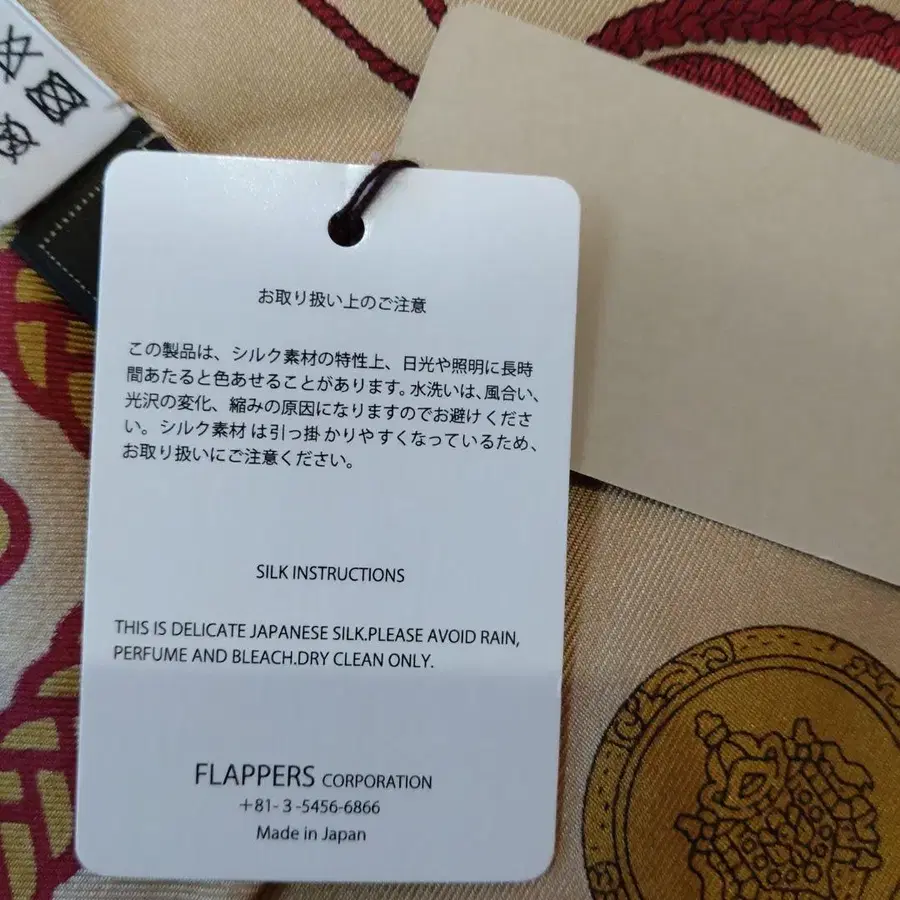 お取り扱い上のご注意
この製品は、シルク素材の特性上、日光や照明に長時
間あたると色あせることがあります。水洗いは、風合い、
光沢の変化、縮みの原因になりますのでお避けくださ
い。シルク素材は引っ掛かりやすくなっているため、
お取り扱いにご注意ください。
SILK INSTRUCTIONS
THIS IS DELICATE JAPANESE SILK.PLEASE AVOID RAIN,
PERFUME AND BLEACH.DRY CLEAN ONLY.
FLAPPERS CORPORATION
+81-3-5456-6866
Made in Japan